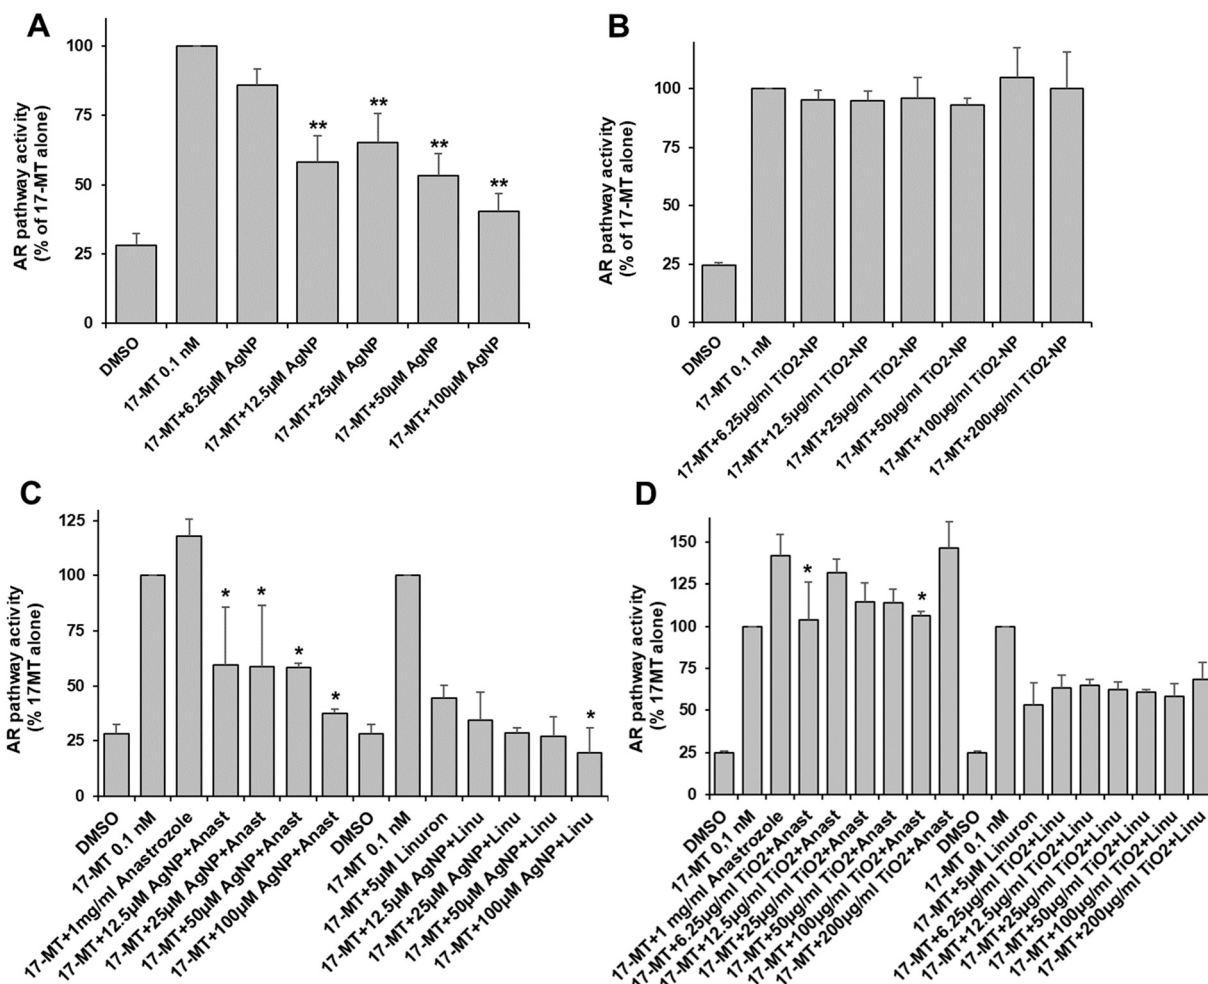 A
AR pathway activity
(% of 17-MT alone)
100
75
50
25
0
**
**
**
**
DMSO
17-MT 0.1 nM
17-MT+6.25µM AgNP
17-MT+12.5µM AgNP
17-MT+25µM AgNP
17-MT+50µM AgNP
17-MT+100µM AgNP
B
AR pathway activity
(% of 17-MT alone)
100
75
50
25
0
DMSO
17-MT 0.1 nM
17-MT+6.25µg/ml TiO2-NP
17-MT+12.5µg/ml TiO2-NP
17-MT+25µg/ml TiO2-NP
17-MT+50µg/ml TiO2-NP
17-MT+100µg/ml TiO2-NP
17-MT+200µg/ml TiO2-NP
C
AR pathway activity
(% 17MT alone)
125
100
75
50
25
0
*
*
*
*
*
DMSO
17-MT 0.1 nM
17-MT+1mg/ml Anastrozole
17-MT+12.5µM AgNP+Anast
17-MT+25µM AgNP+Anast
17-MT+50µM AgNP+Anast
17-MT+100µM AgNP+Anast
DMSO
17-MT 0.1 nM
17-MT+5µM Linuron
17-MT+12.5µM AgNP+Linu
17-MT+25µM AgNP+Linu
17-MT+50µM AgNP+Linu
17-MT+100µM AgNP+Linu
D
AR pathway activity
(% 17MT alone)
150
125
100
75
50
25
0
*
*
DMSO
17-MT 0,1 nM
17-MT+1 mg/ml Anastrozole
17-MT+6.25µg/ml TiO2+Anast
17-MT+12.5µg/ml TiO2+Anast
17-MT+25µg/ml TiO2+Anast
17-MT+50µg/ml TiO2+Anast
17-MT+100µg/ml TiO2+Anast
17-MT+200µg/ml TiO2+Anast
DMSO
17-MT 0.1 nM
17-MT+5µM Linuron
17-MT+6.25µg/ml TiO2+Linu
17-MT+12.5µg/ml TiO2+Linu
17-MT+25µg/ml TiO2+Linu
17-MT+50µg/ml TiO2+Linu
17-MT+100µg/ml TiO2+Linu
17-MT+200µg/ml TiO2+Linu